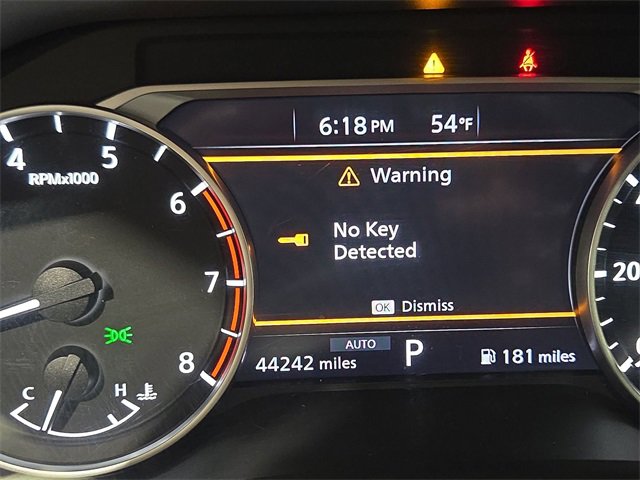 6:18 PM 54°F
Warning
No Key
Detected
OK Dismiss
AUTO
44242 miles P 181 miles
4 5 6 7 8
RPMx1000
C H
20